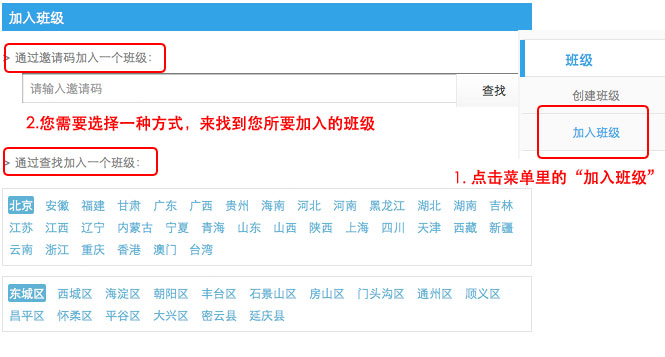 加入班级
> 通过邀请码加入一个班级：
请输入邀请码
查找
2.您需要选择一种方式，来找到您所要加入的班级
班级
创建班级
加入班级
1. 点击菜单里的“加入班级”
> 通过查找加入一个班级：
北京 安徽 福建 甘肃 广东 广西 贵州 海南 河北 河南 黑龙江 湖北 湖南 吉林
江苏 江西 辽宁 内蒙古 宁夏 青海 山东 山西 陕西 上海 四川 天津 西藏 新疆
云南 浙江 重庆 香港 澳门 台湾
东城区 西城区 海淀区 朝阳区 丰台区 石景山区 房山区 门头沟区 通州区 顺义区
昌平区 怀柔区 平谷区 大兴区 密云县 延庆县